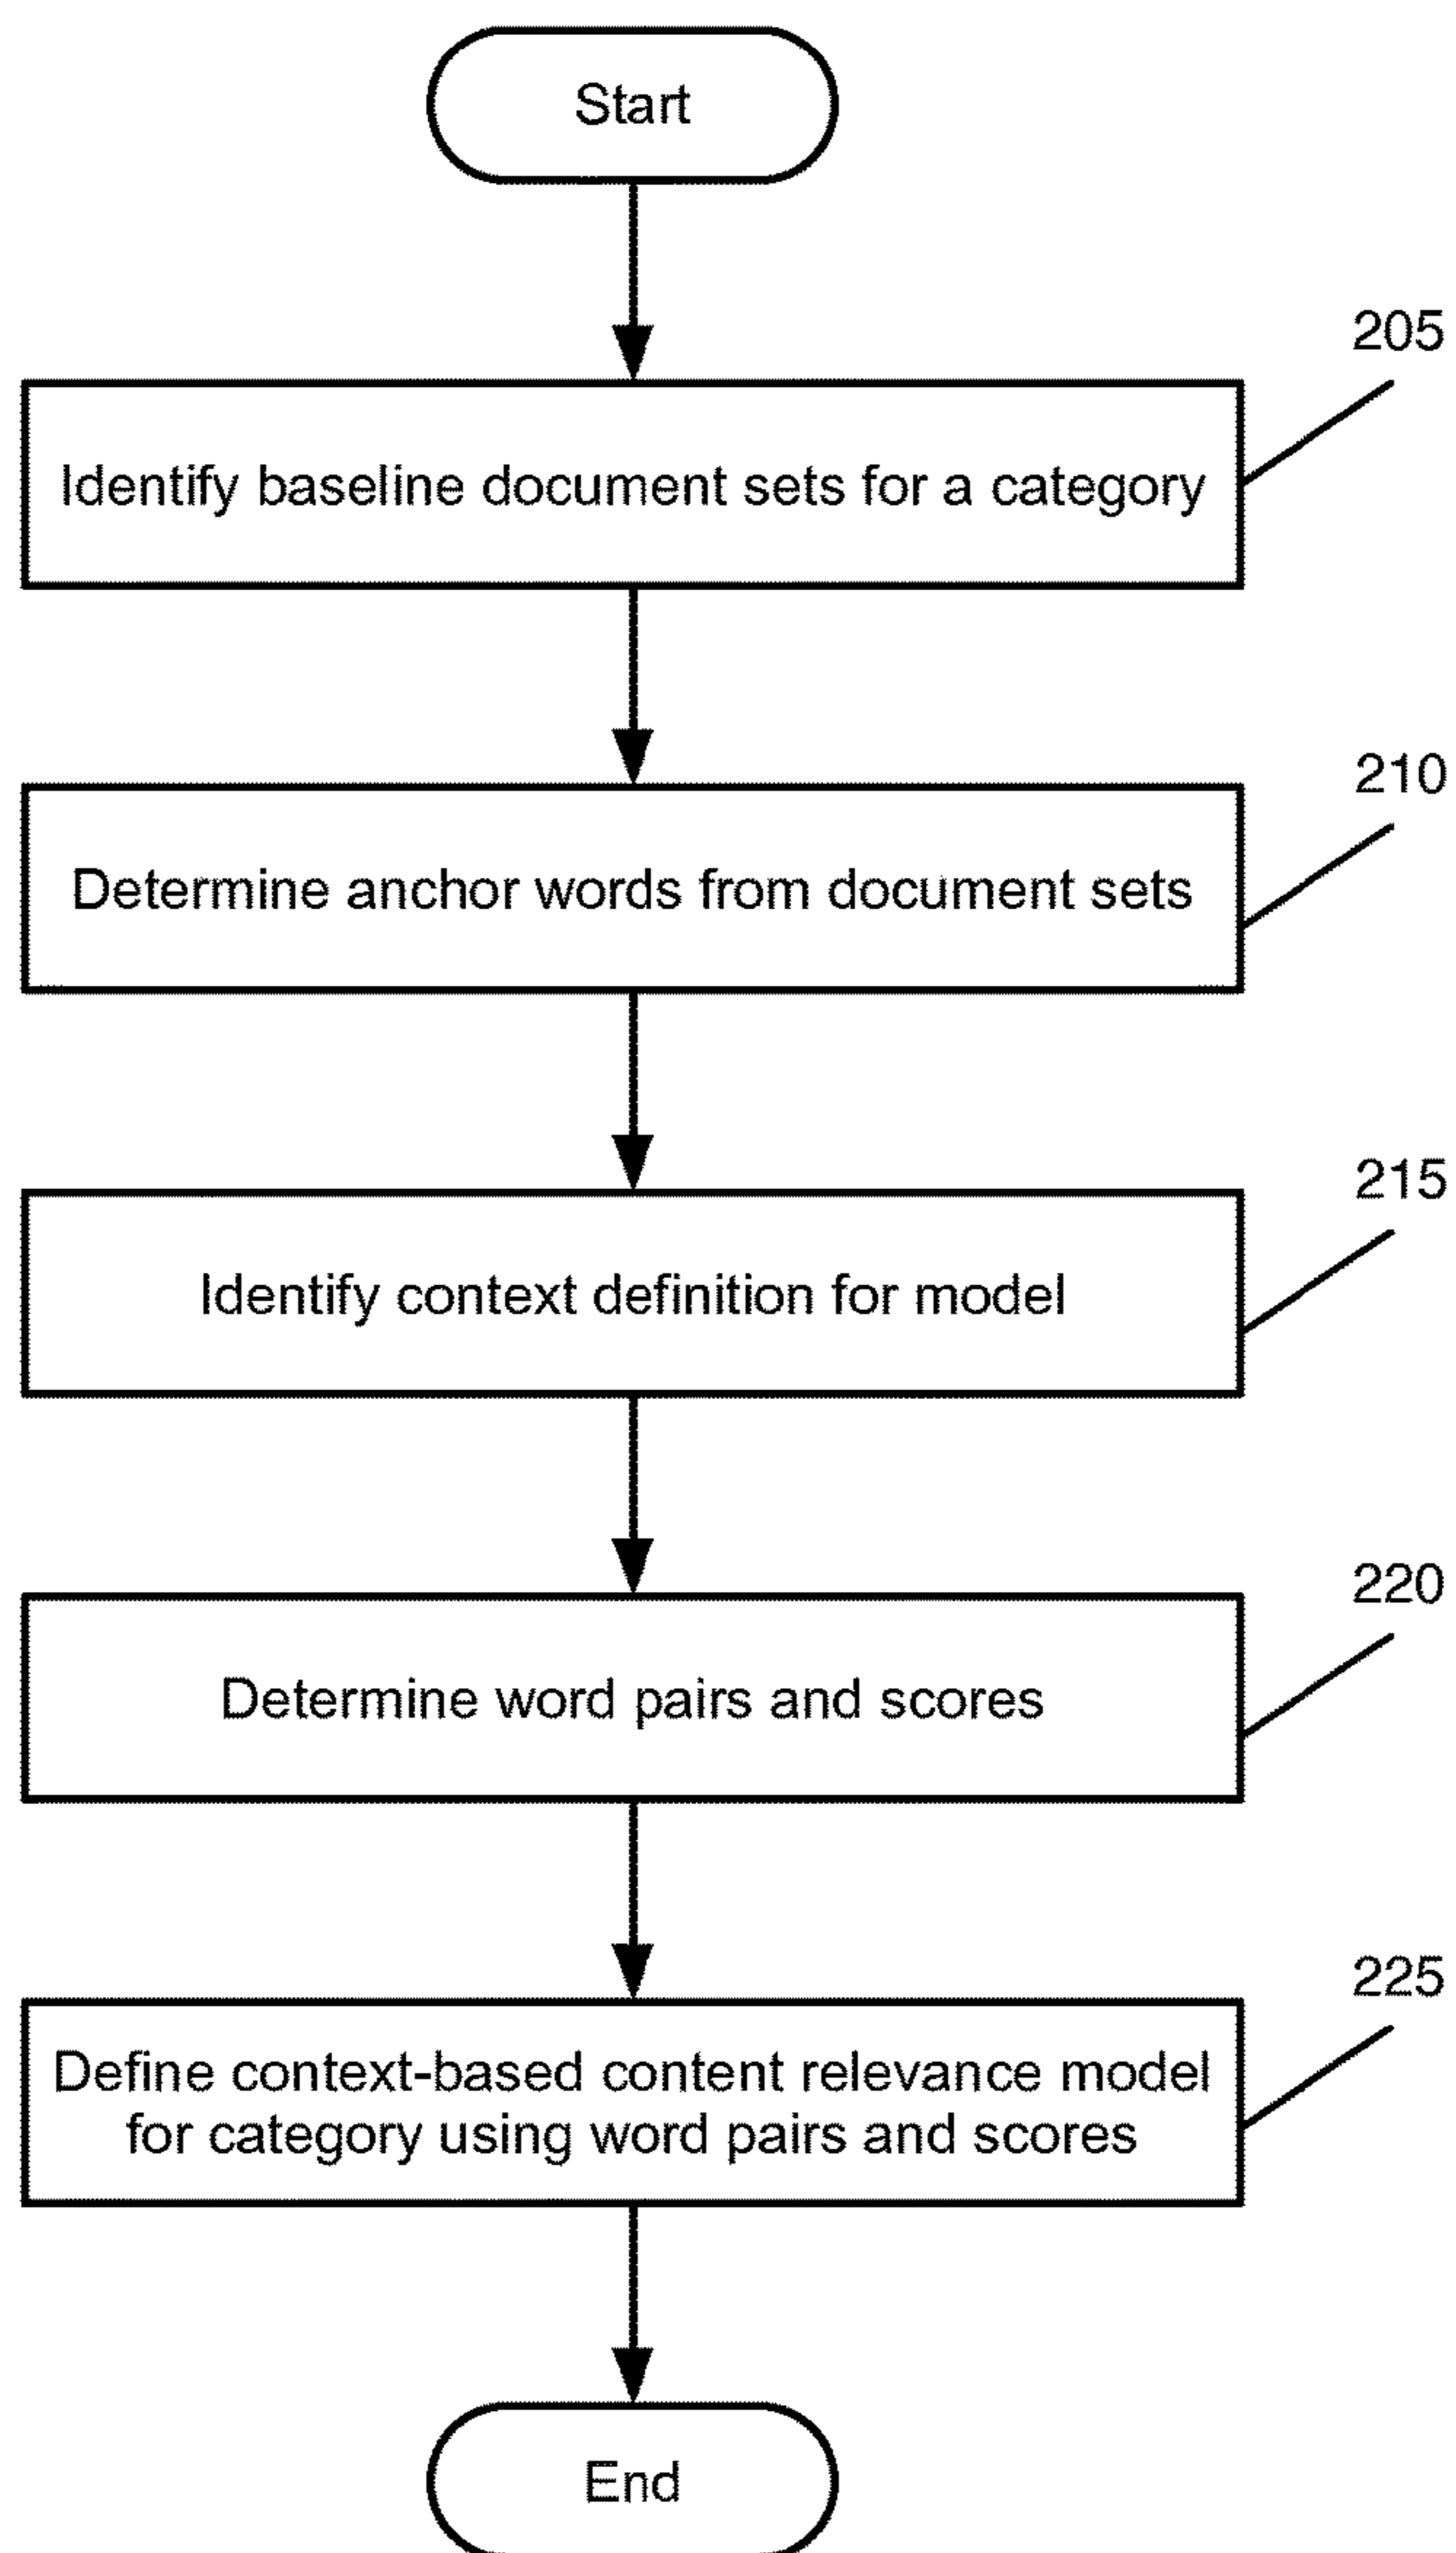 Start
205
Identify baseline document sets for a category
210
Determine anchor words from document sets
215
Identify context definition for model
220
Determine word pairs and scores
225
Define context-based content relevance model
for category using word pairs and scores
End